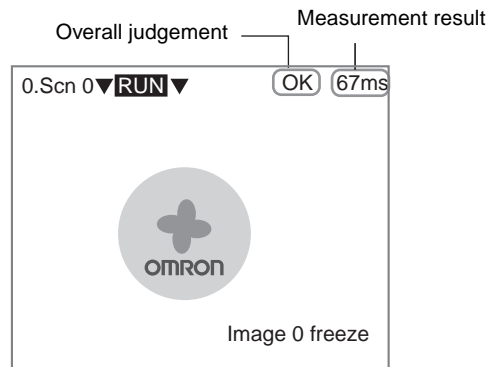 Measurement result
Overall judgement
0.Scn 0▼RUN▼ OK 67ms
OMRON
Image 0 freeze